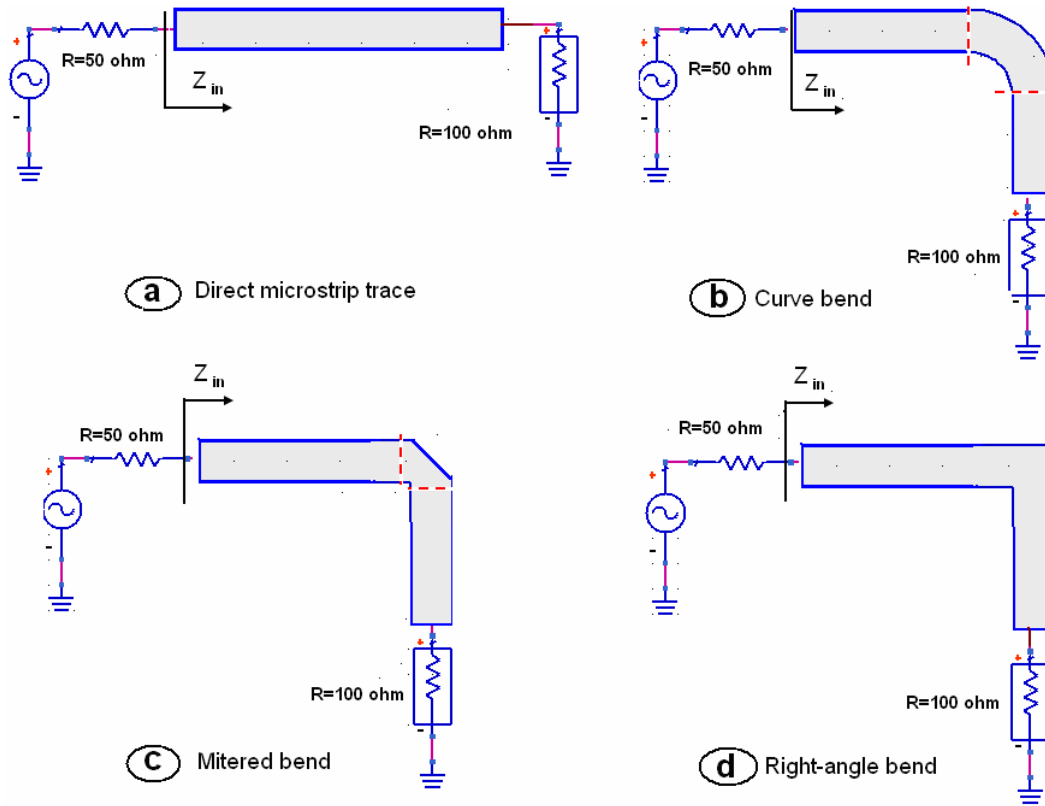 R=50 ohm
Z in
R=100 ohm
a Direct microstrip trace
R=50 ohm
Z in
R=100 ohm
b Curve bend
Z in
R=50 ohm
R=100 ohm
c Mitered bend
Z in
R=50 ohm
R=100 ohm
d Right-angle bend